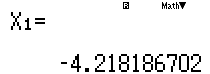 R Math▼
X₁=
-4.218186702